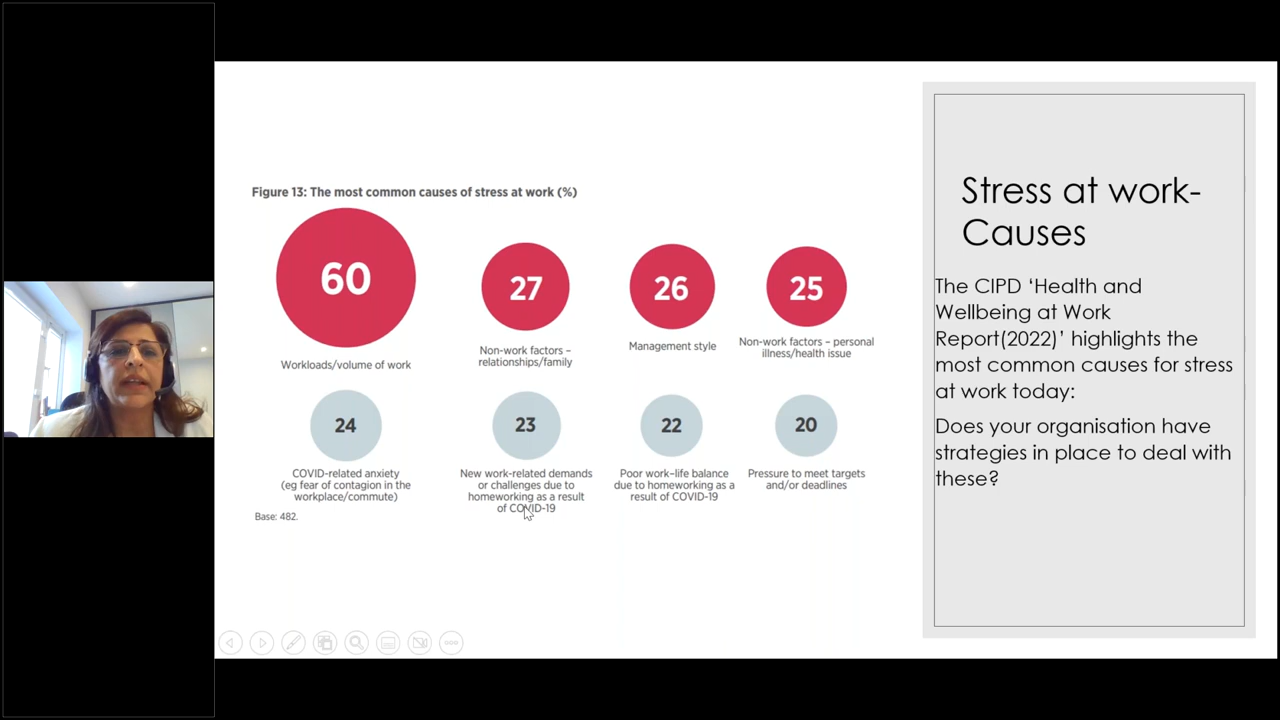 Figure 13: The most common causes of stress at work (%)
60
Workloads/volume of work
27
Non-work factors –
relationships/family
26
Management style
25
Non-work factors – personal
illness/health issue
24
COVID-related anxiety
(eg fear of contagion in the
workplace/commute)
23
New work-related demands
or challenges due to
homeworking as a result
of COVID-19
22
Poor work–life balance
due to homeworking as a
result of COVID-19
20
Pressure to meet targets
and/or deadlines
Base: 482.
Stress at work-
Causes
The CIPD ‘Health and
Wellbeing at Work
Report(2022)’ highlights the
most common causes for stress
at work today:
Does your organisation have
strategies in place to deal with
these?